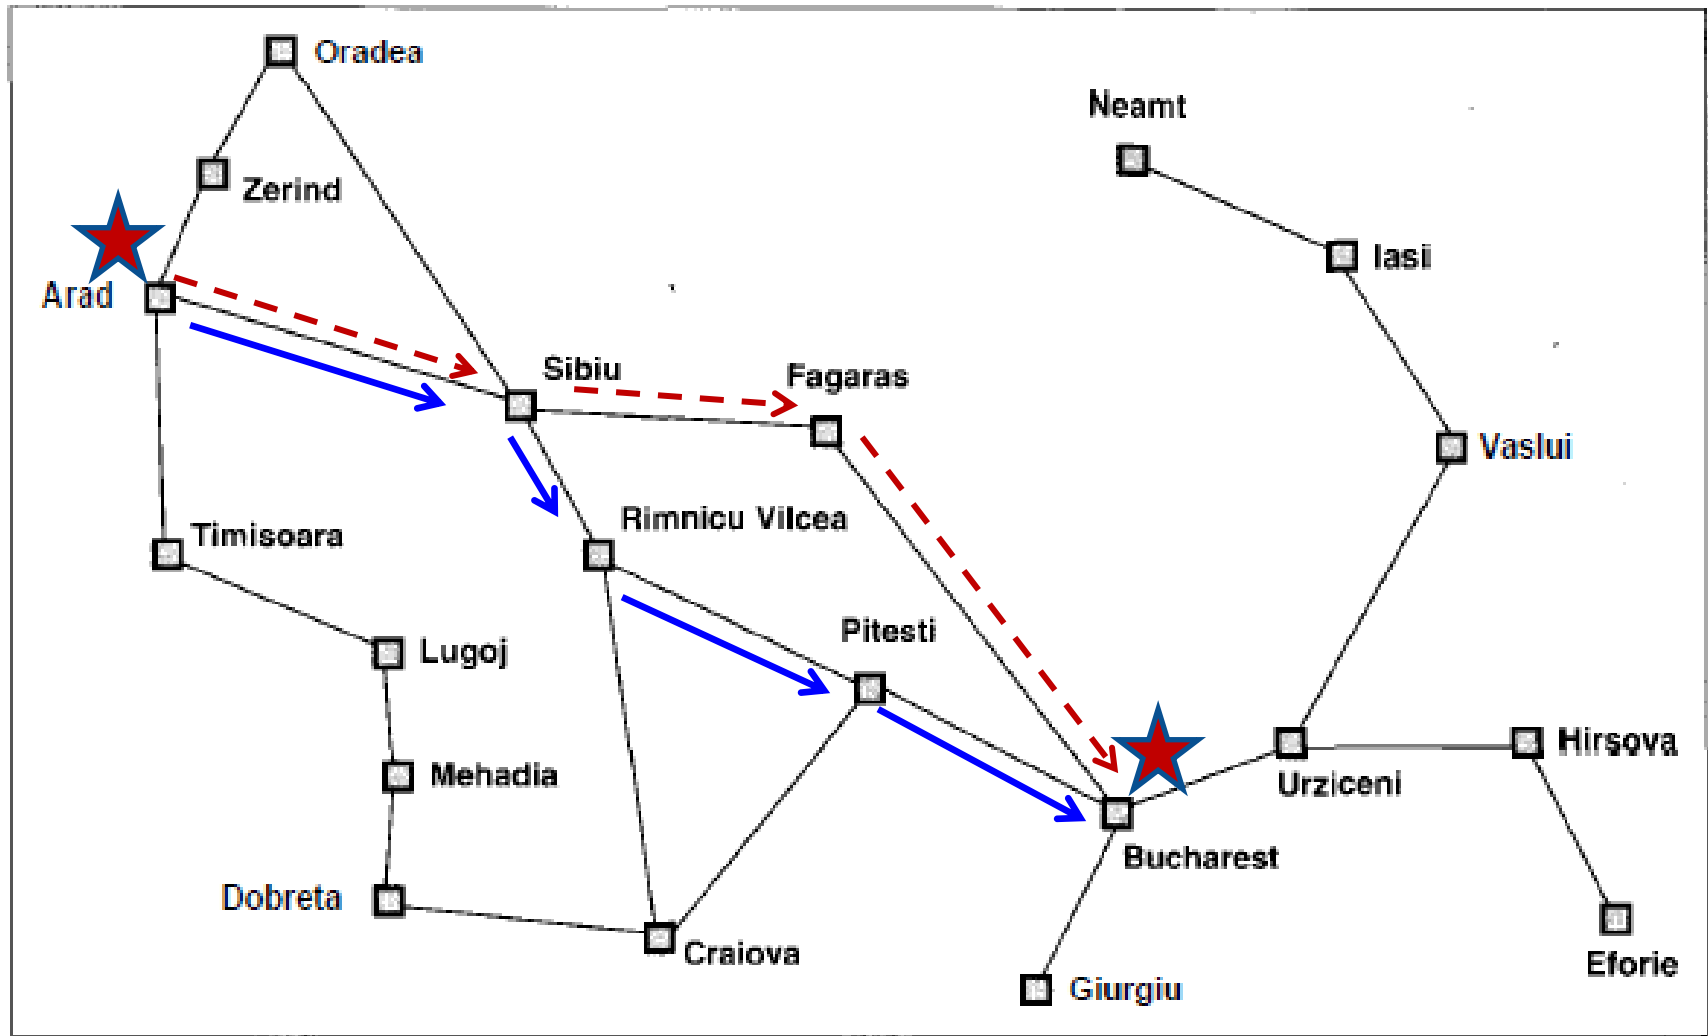 Oradea
Neamt
Zerind
Iasi
Arad
Sibiu
Fagaras
Vaslui
Rimnicu Vilcea
Timisoara
Pitesti
Lugoj
Hirsova
Mehadia
Urziceni
Bucharest
Dobreta
Craiova
Eforie
Giurgiu